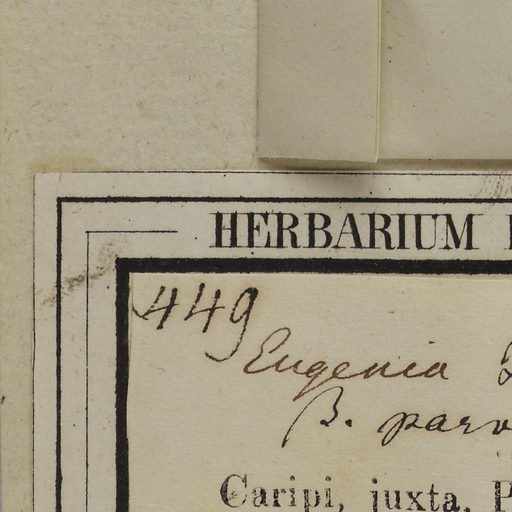 HERBARIUM
449
Eugenia
β. parv
Caripi, juxta, P